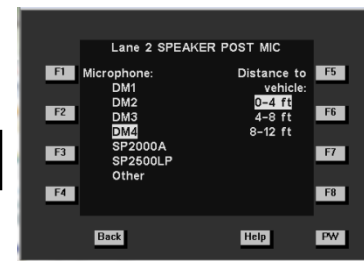 Lane 2 SPEAKER POST MIC
F1 Microphone: Distance to F5
DM1 vehicle:
F2 DM2 0-4 ft F6
DM3 4-8 ft
DM4 8-12 ft
F3 SP2000A F7
SP2500LP
Other
F4 F8
Back Help PW